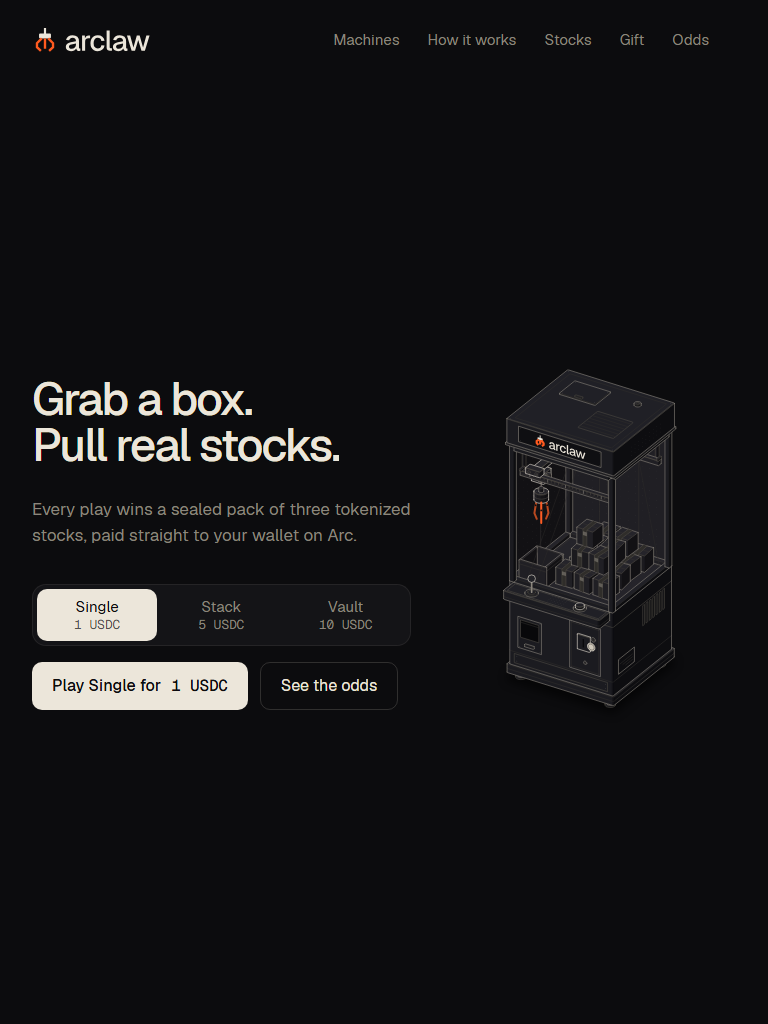 arclaw
Machines
How it works
Stocks
Gift
Odds
Grab a box.
Pull real stocks.
Every play wins a sealed pack of three tokenized
stocks, paid straight to your wallet on Arc.
arclaw
Single
1 USDC
Stack
5 USDC
Vault
10 USDC
Play Single for 1 USDC
See the odds